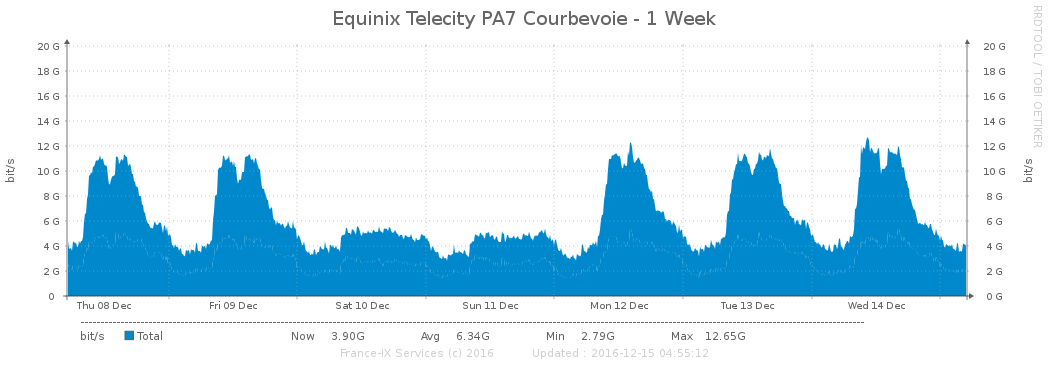 Equinix Telecity PA7 Courbevoie - 1 Week
RRDTOOL / TOBI OETIKER
bit/s
20 G
18 G
16 G
14 G
12 G
10 G
8 G
6 G
4 G
2 G
0
20 G
18 G
16 G
14 G
12 G
10 G
8 G
6 G
4 G
2 G
0 G
bit/s
Thu 08 Dec Fri 09 Dec Sat 10 Dec Sun 11 Dec Mon 12 Dec Tue 13 Dec Wed 14 Dec
bit/s Total Now 3.90G Avg 6.34G Min 2.79G Max 12.65G
France-IX Services (c) 2016 Updated : 2016-12-15 04:55:12